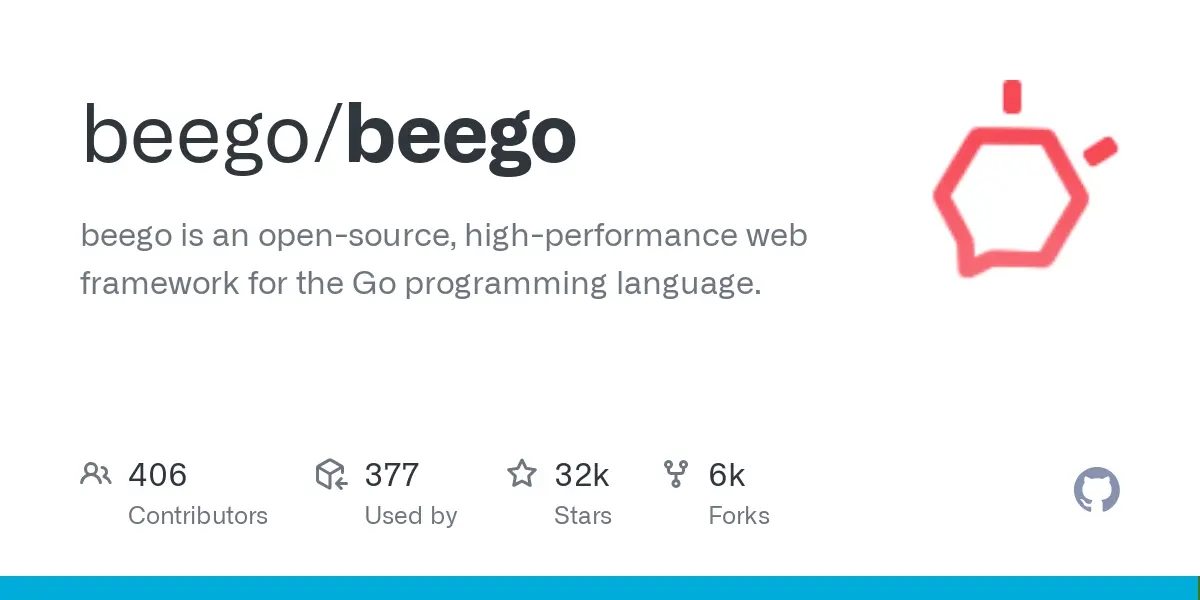 beego/beego
beego is an open-source, high-performance web
framework for the Go programming language.
406 377 32k 6k
Contributors Used by Stars Forks